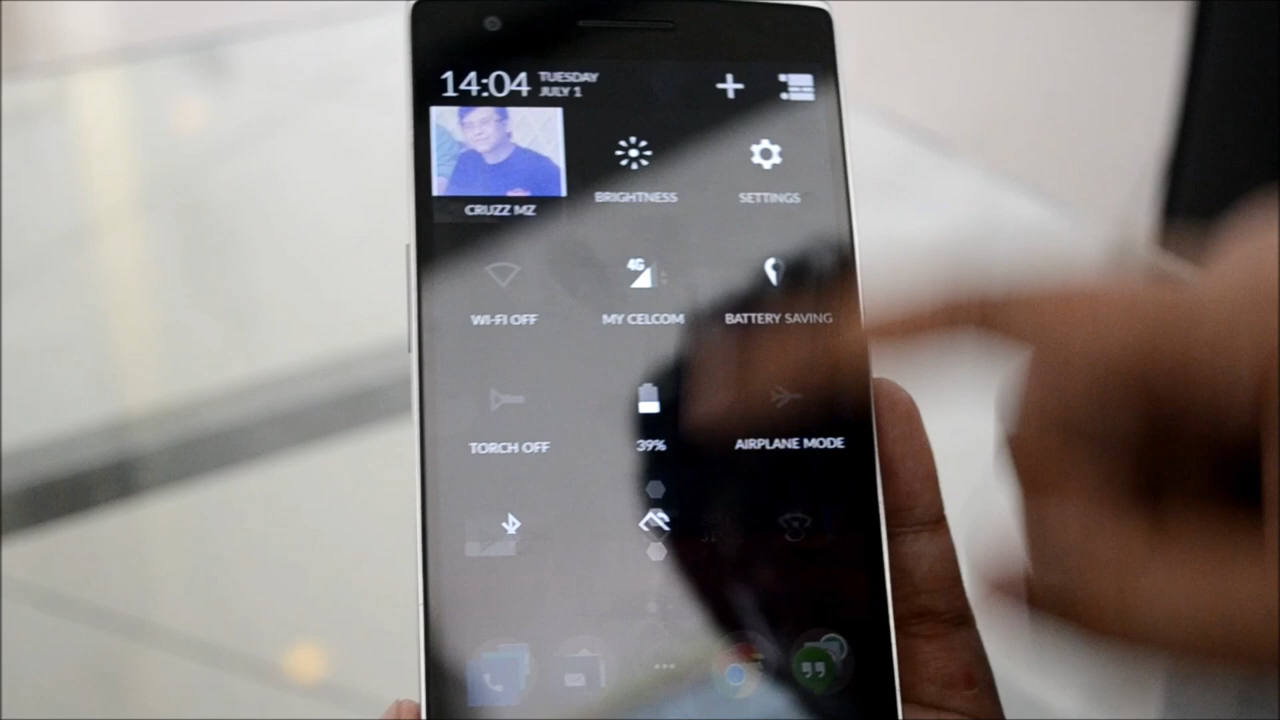 14:04 TUESDAY
JULY 1
CRUZZ MZ
BRIGHTNESS
SETTINGS
WI-FI OFF
4G
MY CELCOM
BATTERY SAVING
TORCH OFF
39%
AIRPLANE MODE